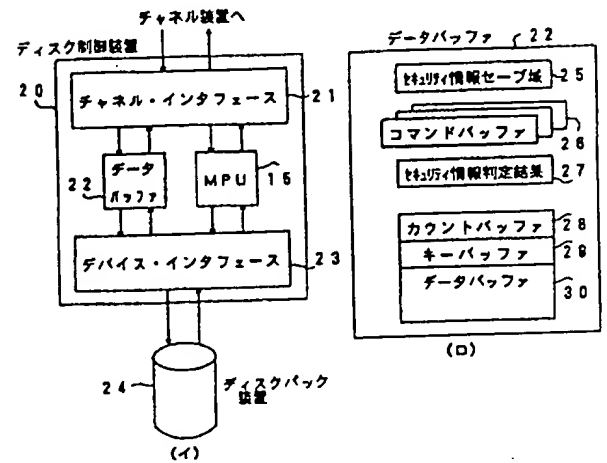 チャネル装置へ
ディスク制御装置
20
チャネル・インタフェース
21
22
データ
バッファ
MPU
15
デバイス・インタフェース
23
24
ディスクパック
装置
(イ)
データバッファ
22
セキュリティ情報セーブ域
25
コマンドバッファ
26
セキュリティ情報判定結果
27
カウントバッファ
28
キーバッファ
29
データバッファ
30
(ロ)